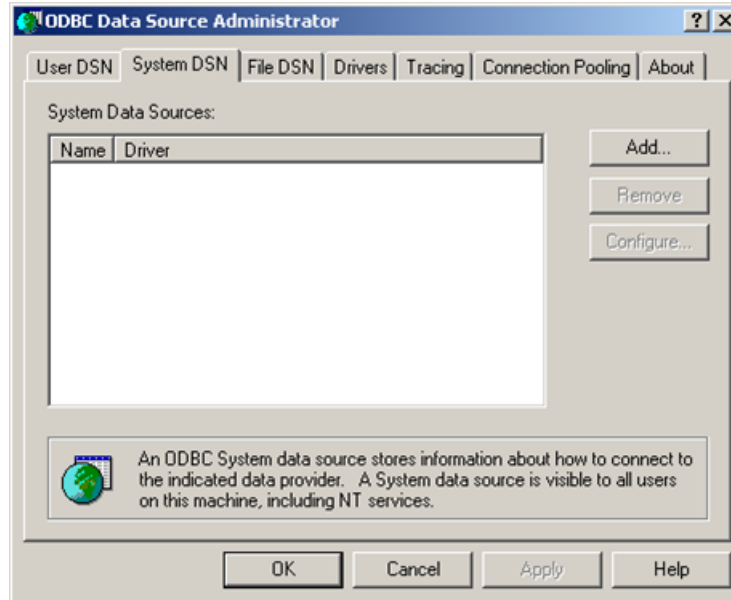 ODBC Data Source Administrator
User DSN System DSN File DSN Drivers Tracing Connection Pooling About
System Data Sources:
Name Driver
Add...
Remove
Configure...
An ODBC System data source stores information about how to connect to
the indicated data provider. A System data source is visible to all users
on this machine, including NT services.
OK Cancel Apply Help